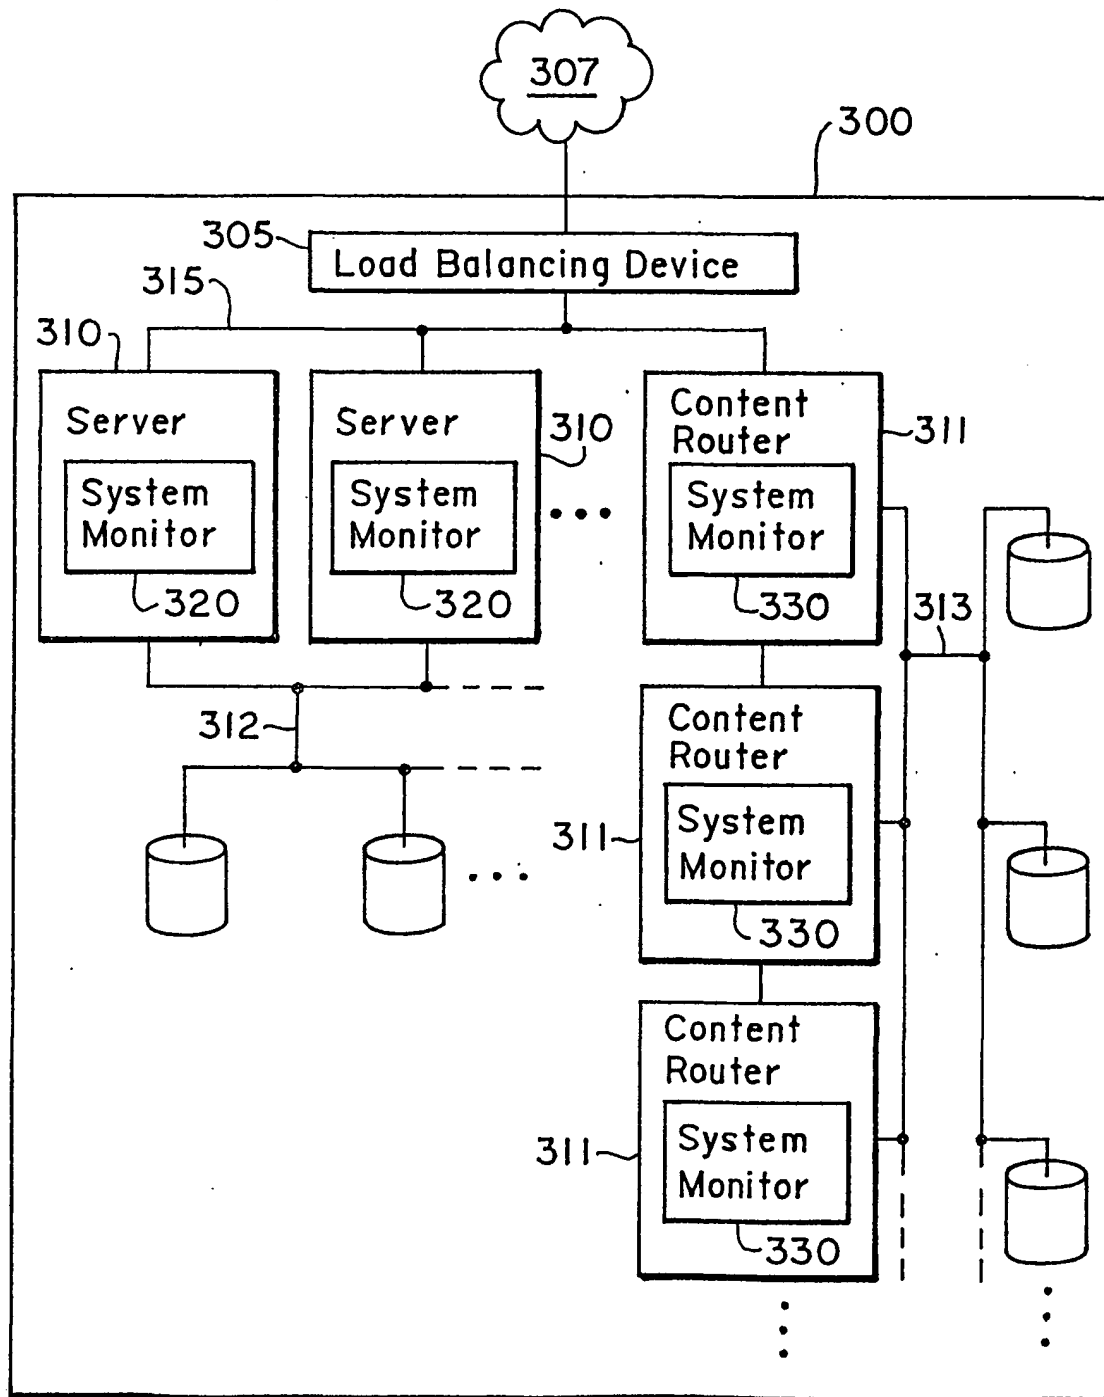 307
300
305
Load Balancing Device
315
310
Server
System
Monitor
320
Server
310
System
Monitor
320
Content
Router
311
System
Monitor
330
313
312
Content
Router
311
System
Monitor
330
Content
Router
311
System
Monitor
330